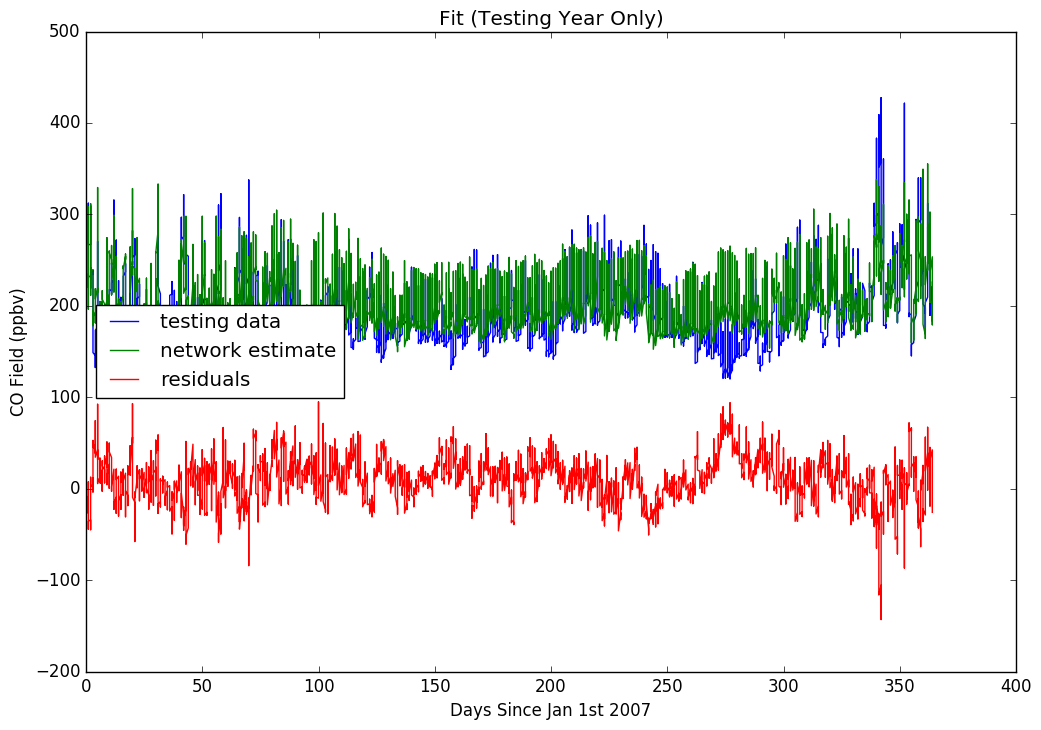 Fit (Testing Year Only)
500
400
300
200
100
0
−100
−200
CO Field (ppbv)
testing data
network estimate
residuals
0 50 100 150 200 250 300 350 400
Days Since Jan 1st 2007